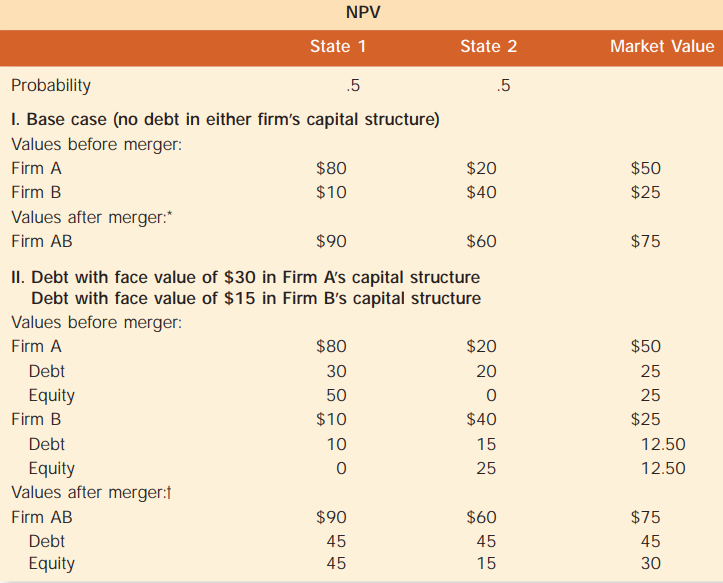 NPV
State 1 State 2 Market Value
Probability .5 .5
I. Base case (no debt in either firm's capital structure)
Values before merger:
Firm A $80 $20 $50
Firm B $10 $40 $25
Values after merger:*
Firm AB $90 $60 $75
II. Debt with face value of $30 in Firm A's capital structure
Debt with face value of $15 in Firm B's capital structure
Values before merger:
Firm A $80 $20 $50
Debt 30 20 25
Equity 50 0 25
Firm B $10 $40 $25
Debt 10 15 12.50
Equity 0 25 12.50
Values after merger:†
Firm AB $90 $60 $75
Debt 45 45 45
Equity 45 15 30